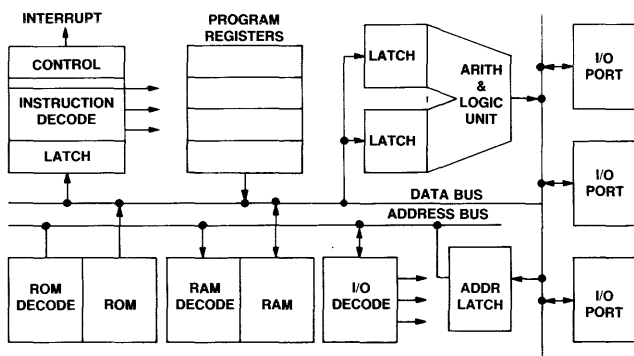 INTERRUPT
CONTROL
INSTRUCTION
DECODE
LATCH
PROGRAM
REGISTERS
LATCH
LATCH
ARITH
&
LOGIC
UNIT
I/O
PORT
I/O
PORT
I/O
PORT
DATA BUS
ADDRESS BUS
ROM
DECODE
ROM
RAM
DECODE
RAM
I/O
DECODE
ADDR
LATCH